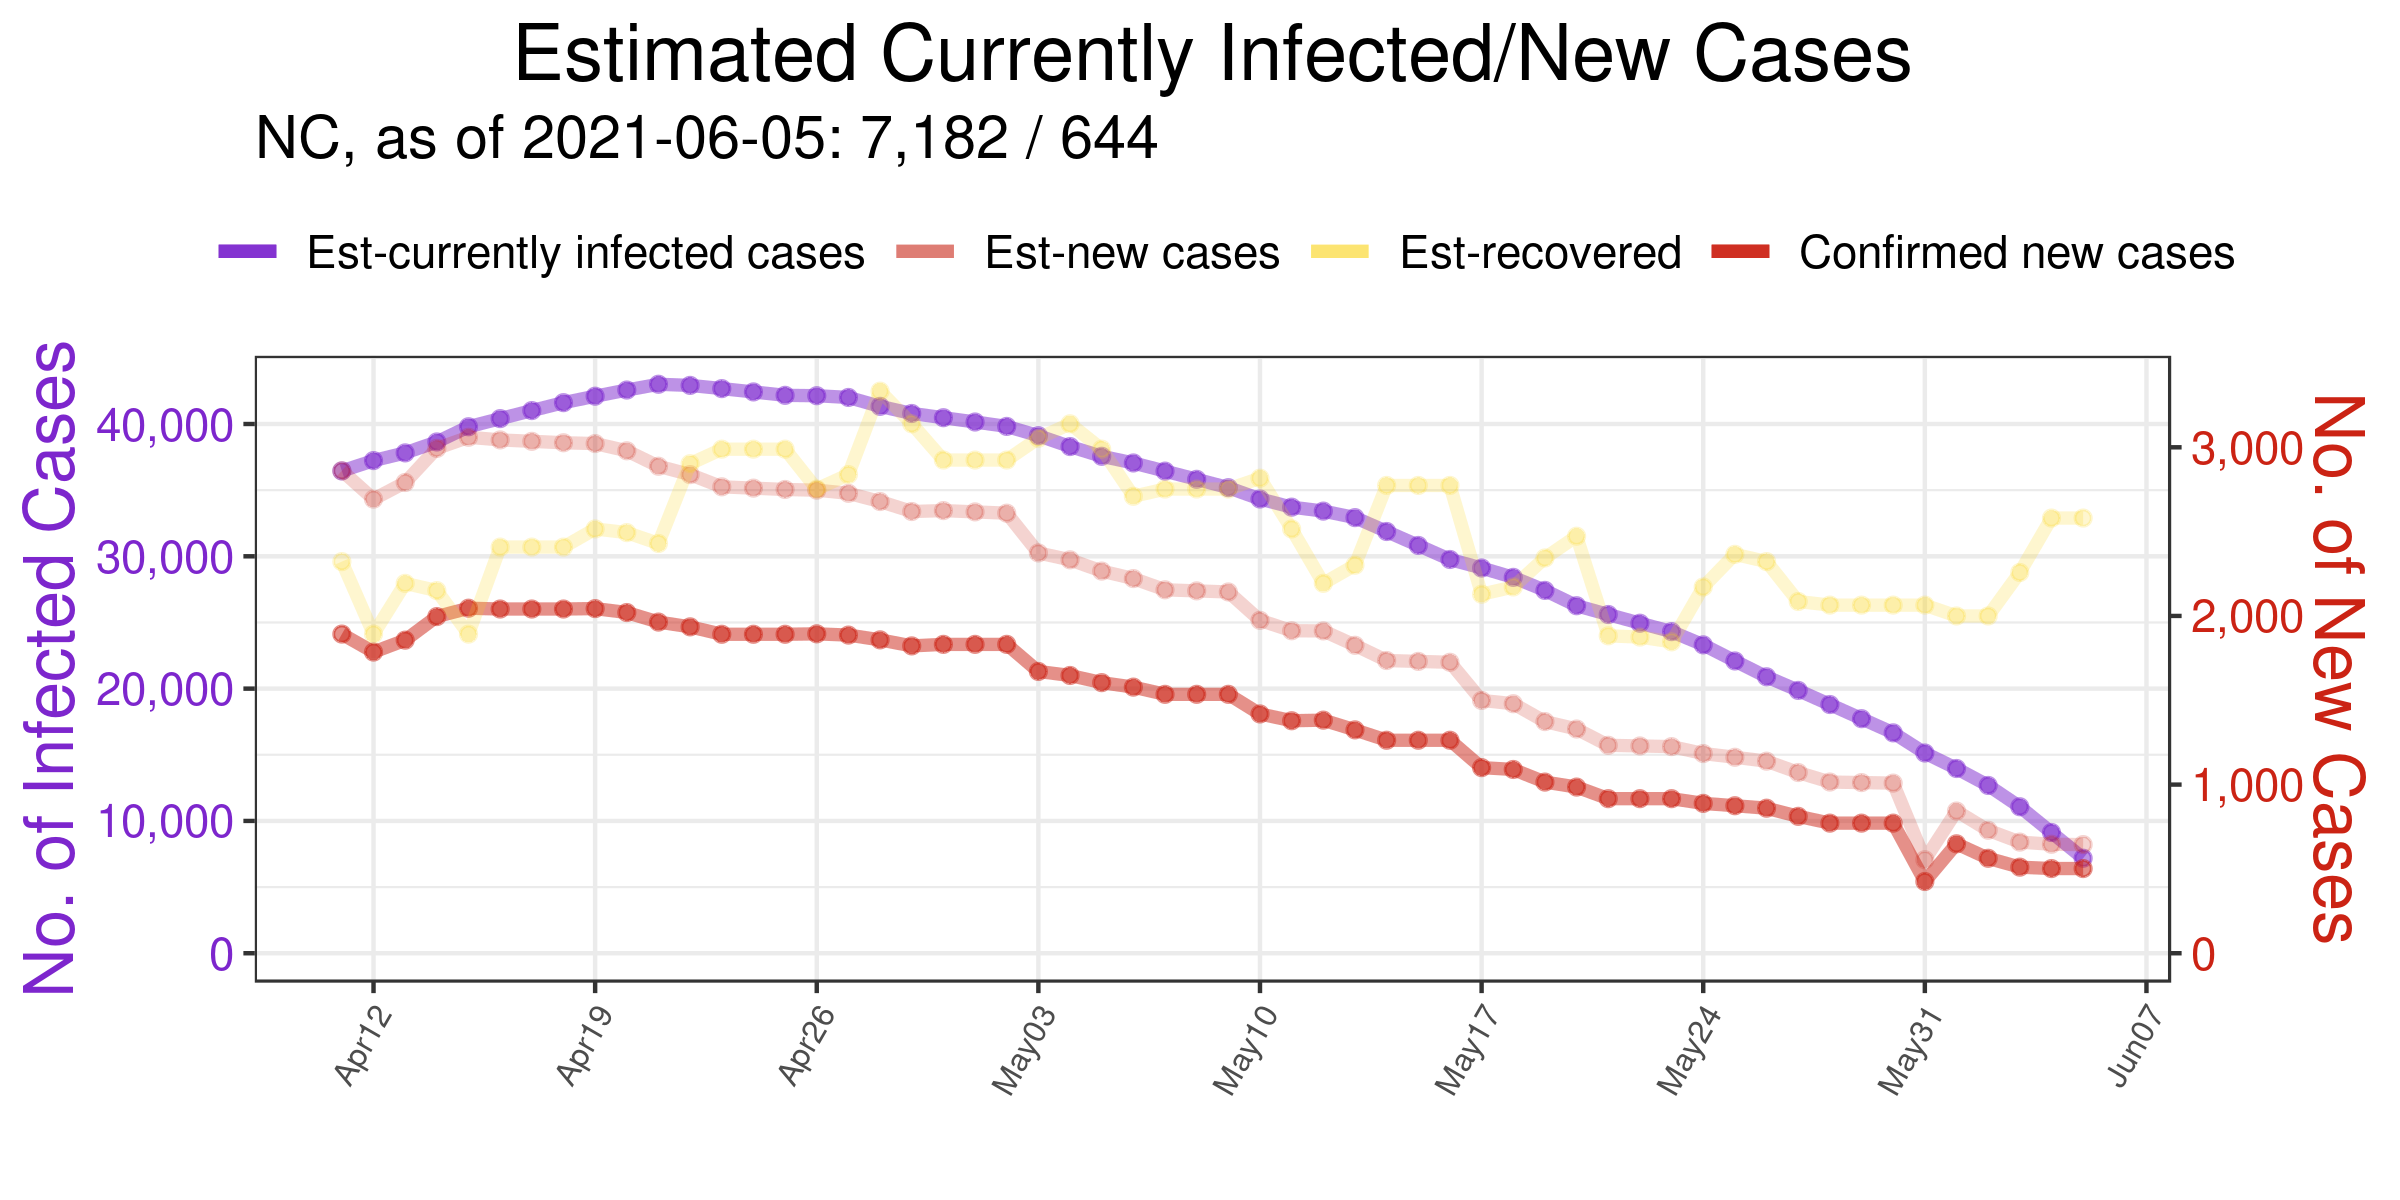 Estimated Currently Infected/New Cases
NC, as of 2021-06-05: 7,182 / 644
Est-currently infected cases Est-new cases Est-recovered Confirmed new cases
No. of Infected Cases
40,000
30,000
20,000
10,000
0
3,000
2,000
1,000
0
No. of New Cases
Apr12 Apr19 Apr26 May03 May10 May17 May24 May31 Jun07